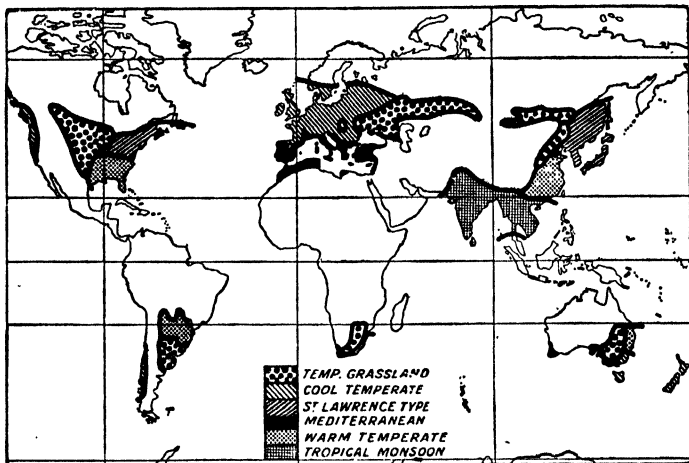 TEMP. GRASSLAND
COOL TEMPERATE
ST LAWRENCE TYPE
MEDITERRANEAN
WARM TEMPERATE
TROPICAL MONSOON